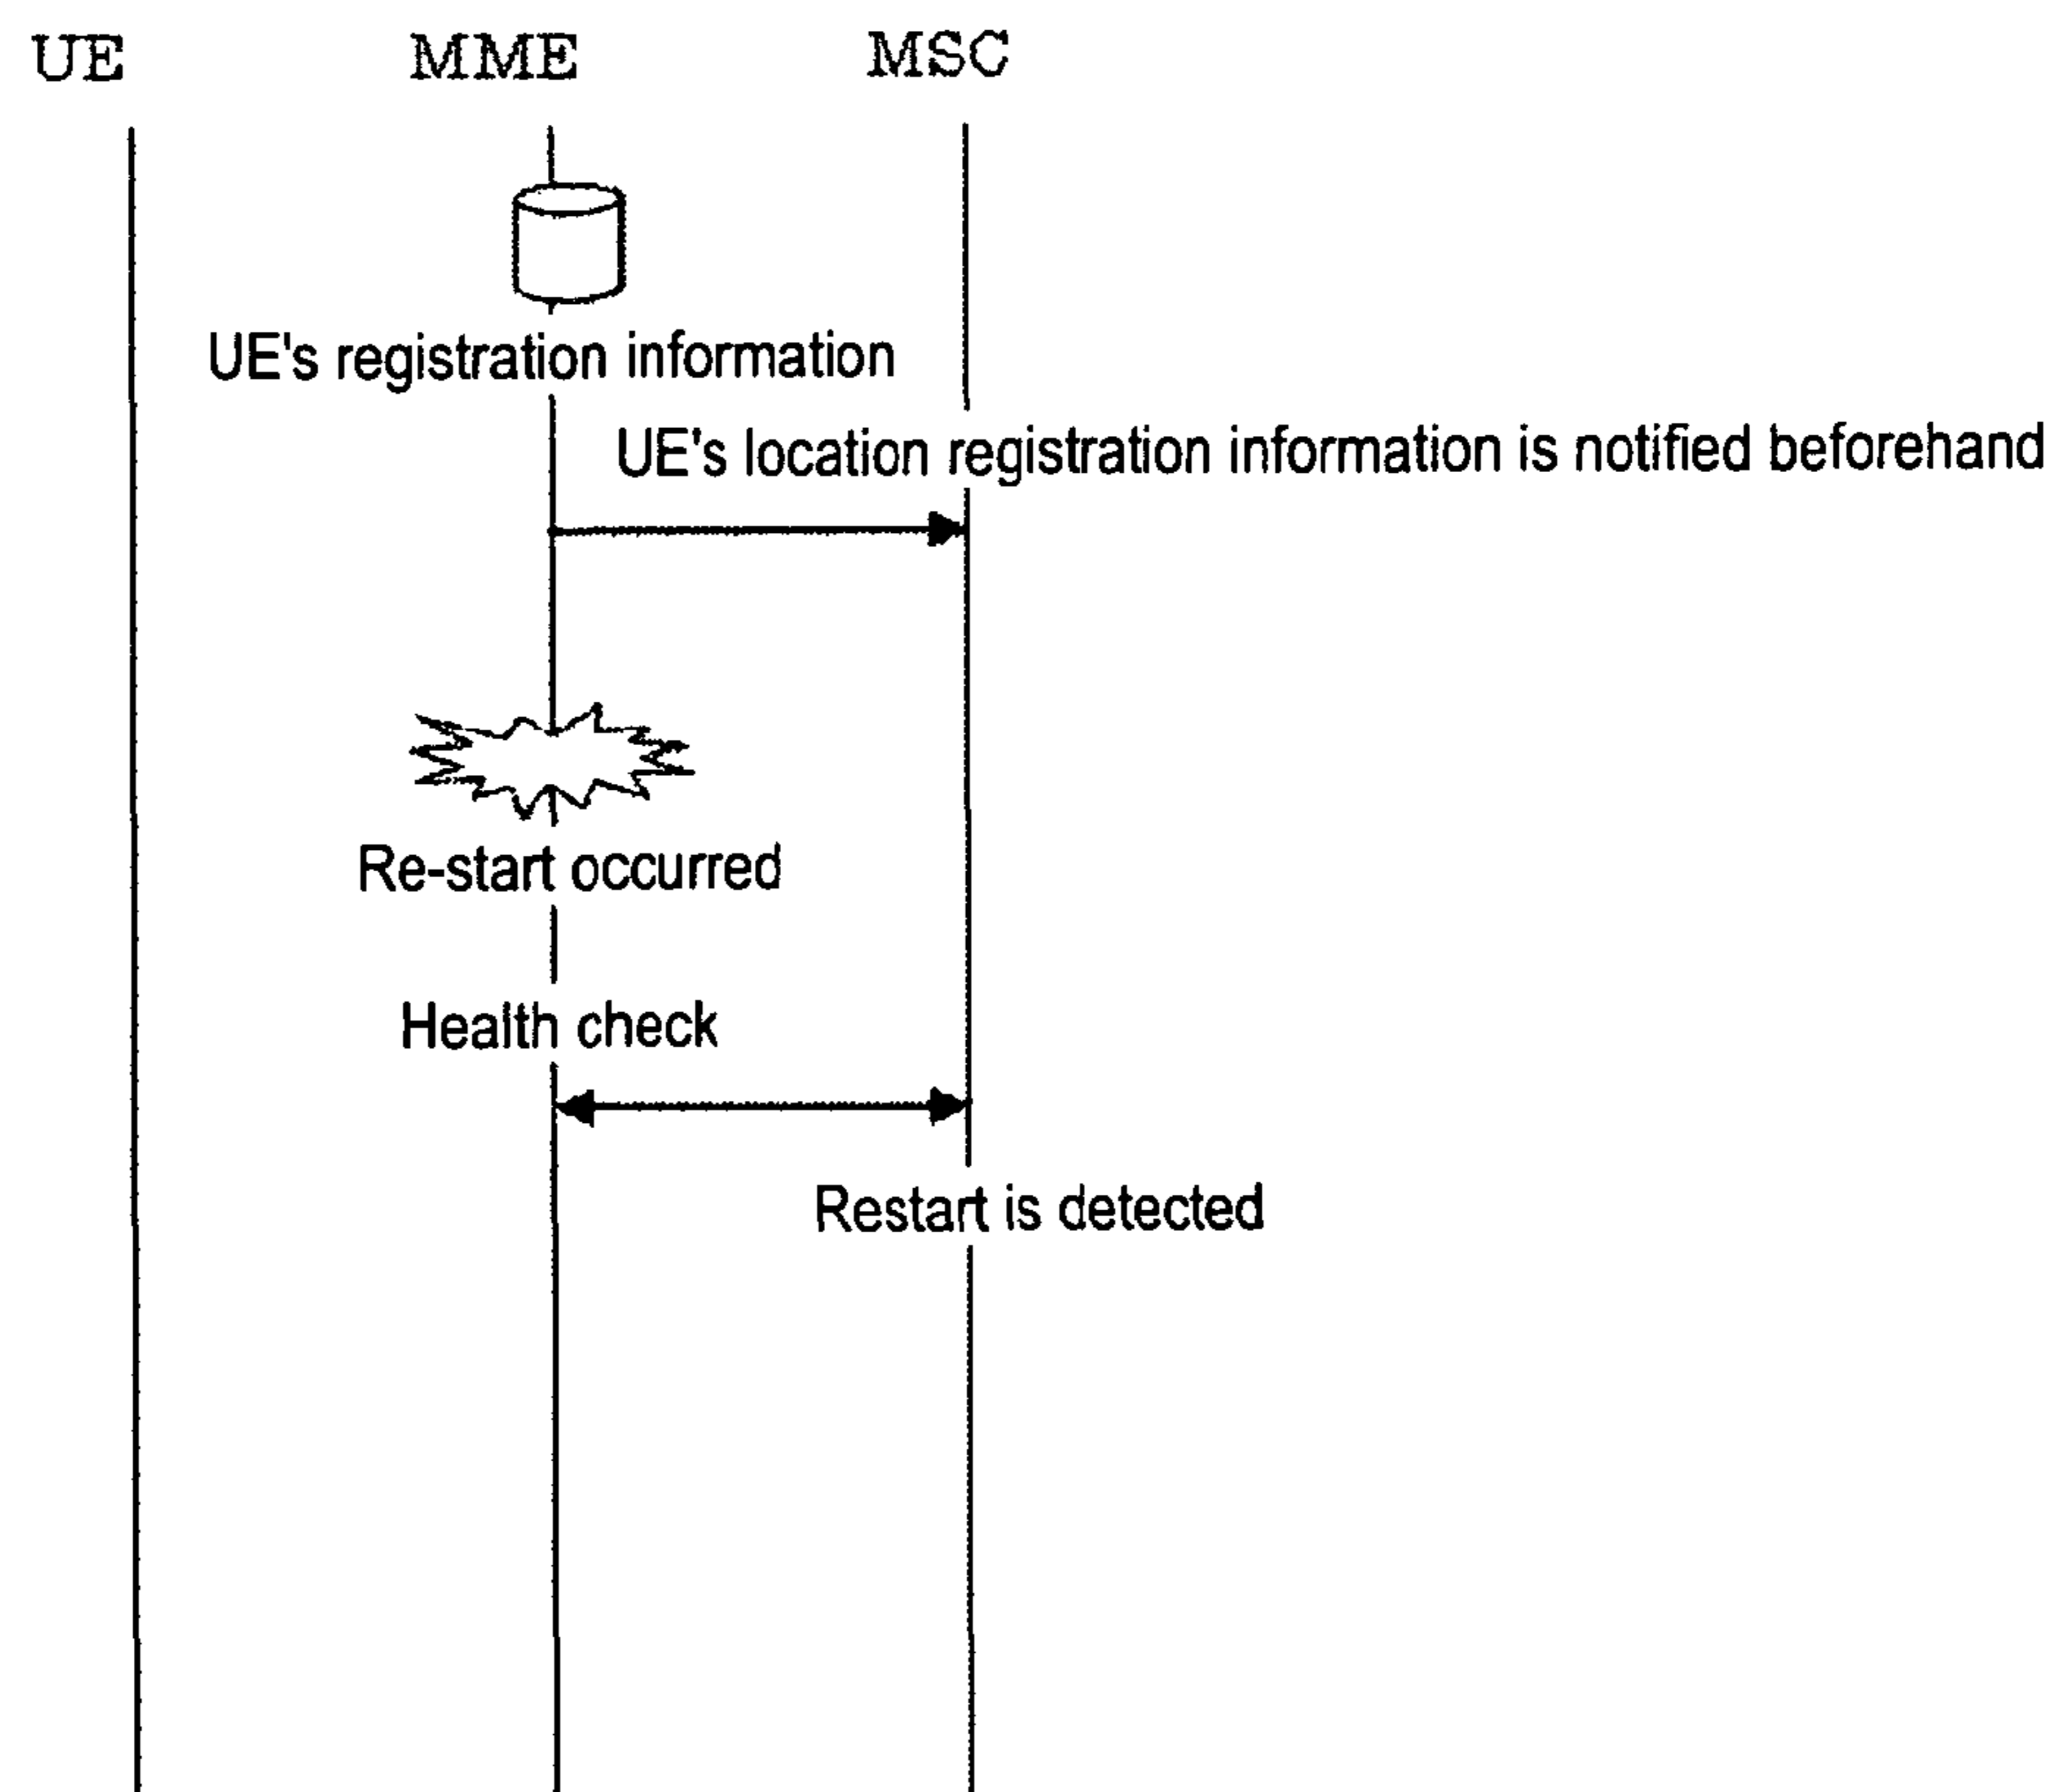 UE MME MSC
UE's registration information
UE's location registration information is notified beforehand
Re-start occurred
Health check
Restart is detected